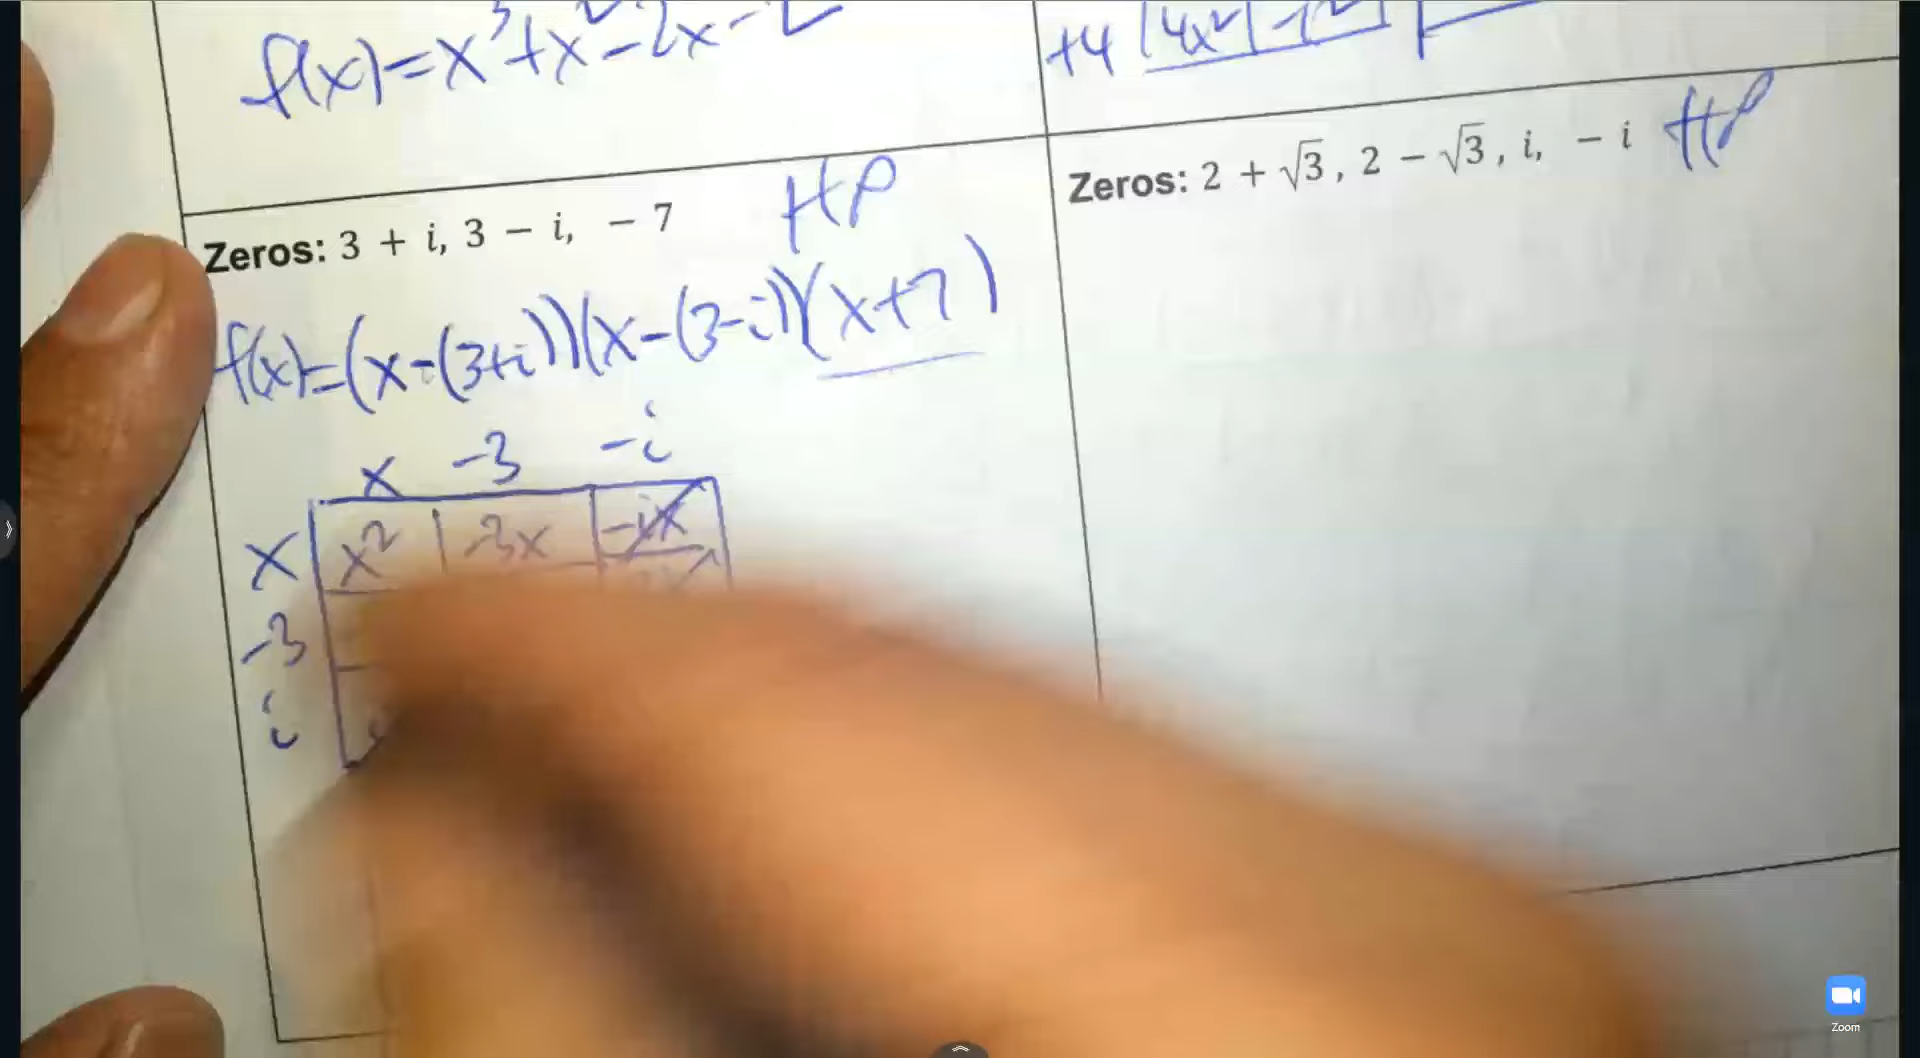 f(x)=x³+x²-2x-2
+4 4x²
Zeros: 3 + i, 3 − i, − 7 HP
f(x)=(x-(3+i))(x-(3-i))(x+7)
x -3 -i
x x² -3x -ix
-3
i
Zeros: 2 + √3, 2 − √3, i, − i HP
Zoom